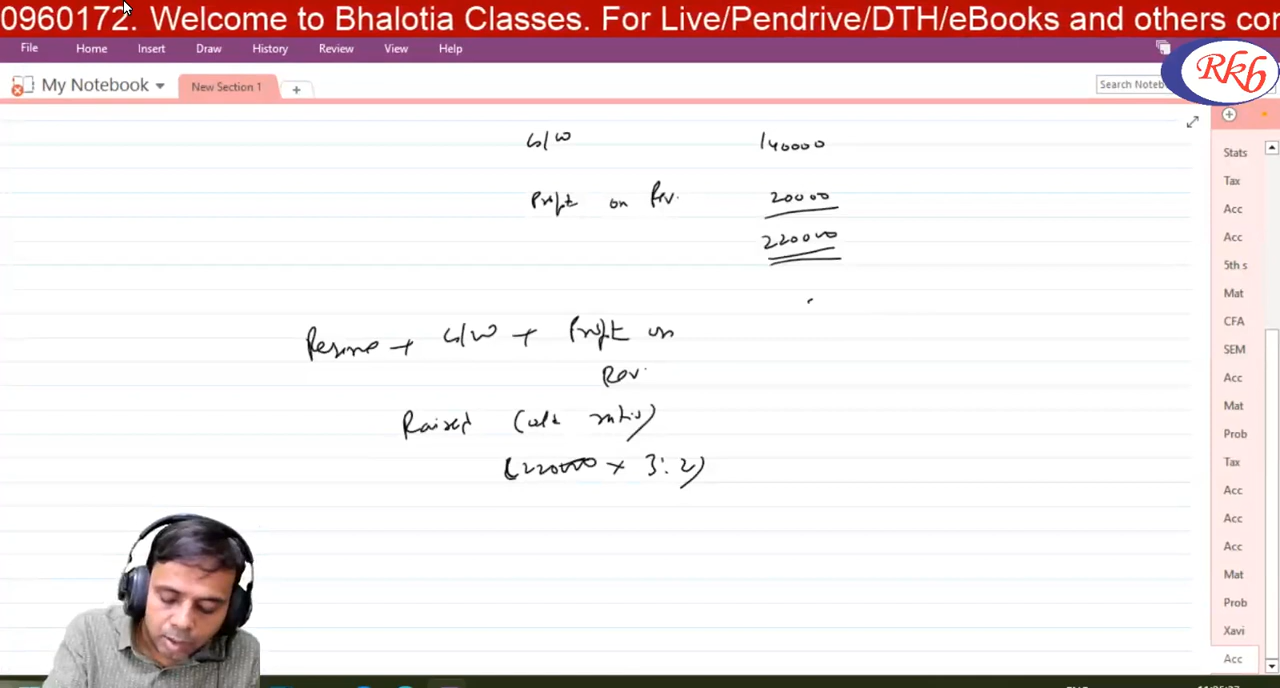 0960172. Welcome to Bhalotia Classes. For Live/Pendrive/DTH/eBooks and others con
File Home Insert Draw History Review View Help
Rkb
My Notebook New Section 1 + Search Noteb
G/W 140000
Profit on Rev. 20000
220000
Reserve + G/W + Profit on
Rev.
Raised (old ratio)
(220000 × 3:2)
Stats
Tax
Acc
Acc
5th s
Mat
CFA
SEM
Acc
Mat
Prob
Tax
Acc
Acc
Acc
Mat
Prob
Xavi
Acc